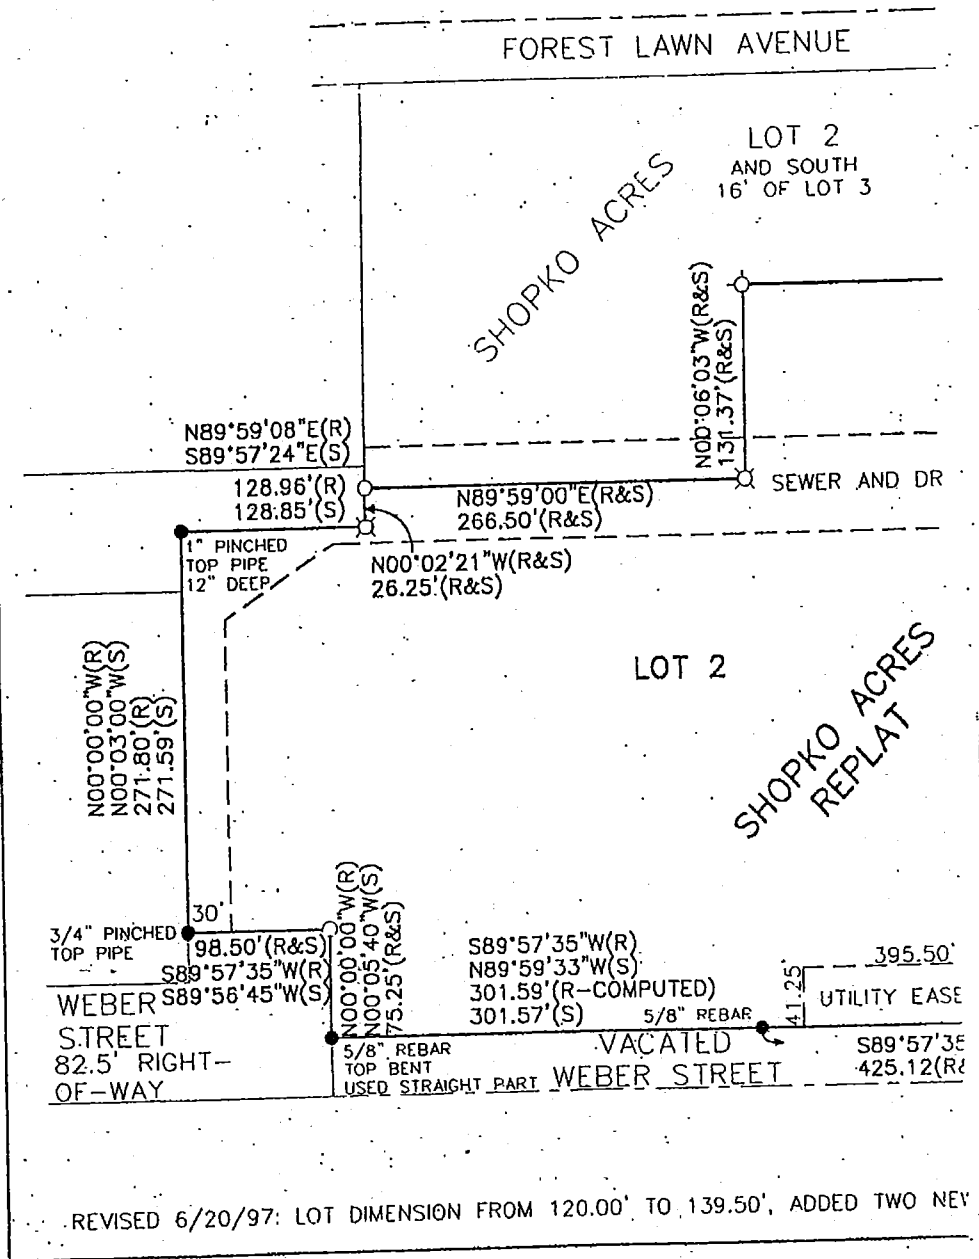 FOREST LAWN AVENUE
LOT 2
AND SOUTH
16' OF LOT 3
SHOPKO ACRES
N00°06'03"W(R&S)
131.37'(R&S)
N89°59'08"E(R)
S89°57'24"E(S)
128.96'(R)
128.85'(S)
N89°59'00"E(R&S)
266.50'(R&S)
SEWER AND DR
1" PINCHED
TOP PIPE
12" DEEP
N00°02'21"W(R&S)
26.25'(R&S)
LOT 2
SHOPKO ACRES
REPLAT
N00°00'00"W(R)
N00°03'00"W(S)
271.80'(R)
271.59'(S)
30'
3/4" PINCHED
TOP PIPE
98.50'(R&S)
S89°57'35"W(R)
S89°56'45"W(S)
N00°00'00"W(R)
N00°05'40"W(S)
75.25'(R&S)
S89°57'35"W(R)
N89°59'33"W(S)
301.59'(R-COMPUTED)
301.57'(S)
5/8" REBAR
41.25'
395.50'
UTILITY EASE
WEBER
STREET
82.5' RIGHT-
OF-WAY
5/8" REBAR
TOP BENT
USED STRAIGHT PART
VACATED
WEBER STREET
S89°57'35
425.12(R&
REVISED 6/20/97: LOT DIMENSION FROM 120.00' TO 139.50', ADDED TWO NEW